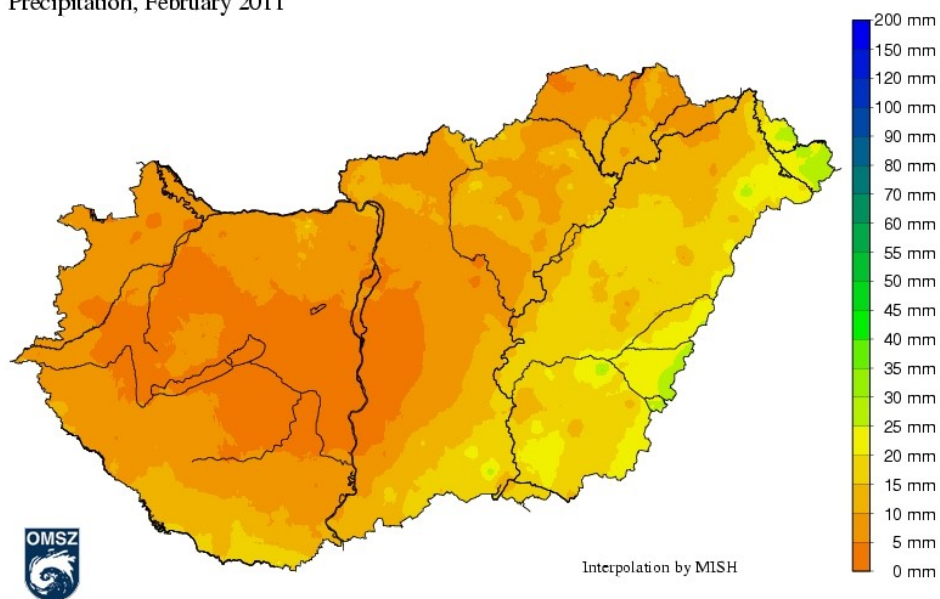 Precipitation, February 2011
200 mm
150 mm
120 mm
100 mm
90 mm
80 mm
70 mm
60 mm
55 mm
50 mm
45 mm
40 mm
35 mm
30 mm
25 mm
20 mm
15 mm
10 mm
5 mm
0 mm
OMSZ
Interpolation by MISH